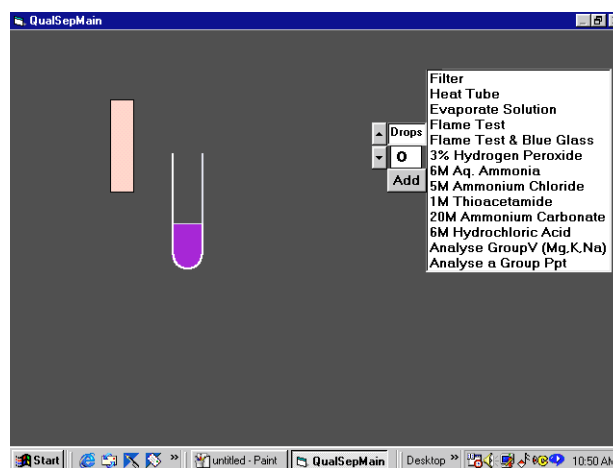 QualSepMain
Drops
0
Add
Filter
Heat Tube
Evaporate Solution
Flame Test
Flame Test & Blue Glass
3% Hydrogen Peroxide
6M Aq. Ammonia
5M Ammonium Chloride
1M Thioacetamide
20M Ammonium Carbonate
6M Hydrochloric Acid
Analyse GroupV (Mg,K,Na)
Analyse a Group Ppt
Start
»
untitled - Paint
QualSepMain
Desktop »
10:50 AM